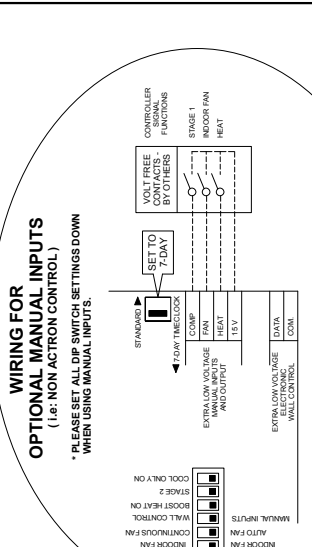 WIRING FOR
OPTIONAL MANUAL INPUTS
( i.e: NON ACTRON CONTROL )
* PLEASE SET ALL DIP SWITCH SETTINGS DOWN
WHEN USING MANUAL INPUTS.
STANDARD
SET TO
7-DAY
7-DAY TIMECLOCK
VOLT FREE
CONTACTS -
BY OTHERS
CONTROLLER
SIGNAL
FUNCTIONS
STAGE 1
INDOOR FAN
HEAT
COMP
FAN
HEAT
15 V
EXTRA LOW VOLTAGE
MANUAL INPUTS
AND OUTPUT
DATA
COM.
EXTRA LOW VOLTAGE
ELECTRONIC
WALL CONTROL
COOL ONLY ON
STAGE 2
BOOST HEAT ON
WALL CONTROL
CONTINUOUS FAN
INDOOR FAN
MANUAL INPUTS
AUTO FAN
INDOOR FAN